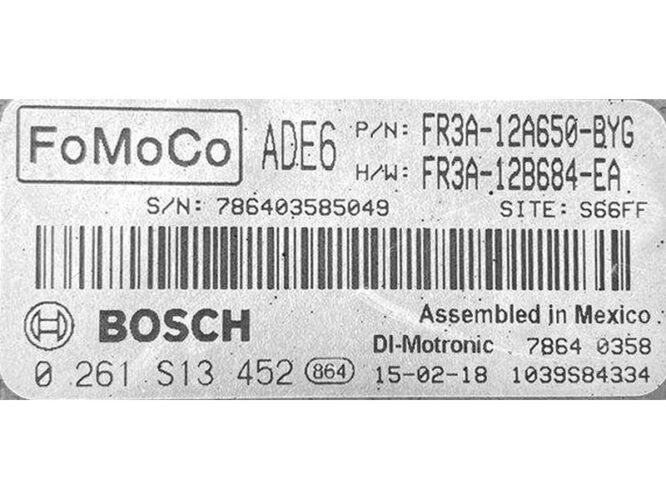 FoMoCo ADE6 P/N: FR3A-12A650-BYG
H/W: FR3A-12B684-EA
S/N: 786403585049 SITE: S66FF
BOSCH Assembled in Mexico
DI-Motronic 7864 0358
0 261 S13 452 864 15-02-18 1039S84334